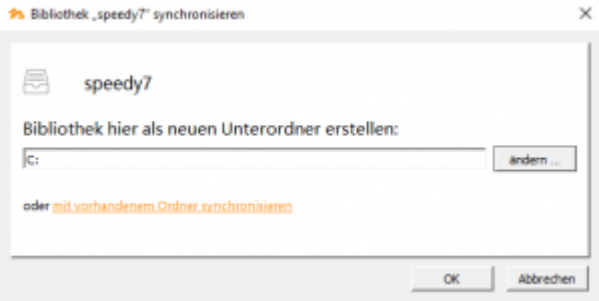 Bibliothek „speedy7" synchronisieren
speedy7
Bibliothek hier als neuen Unterordner erstellen:
C:
ändern ...
oder mit vorhandenem Ordner synchronisieren
OK
Abbrechen